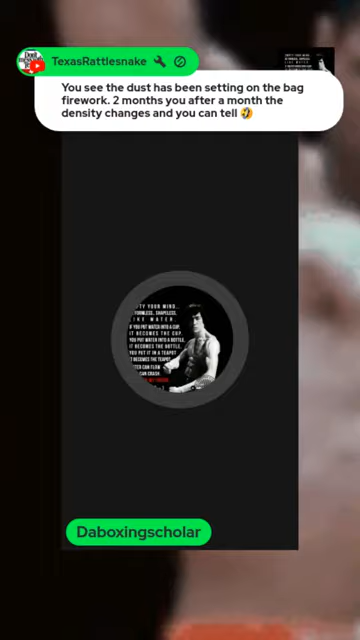 TexasRattlesnake
You see the dust has been setting on the bag
firework. 2 months you after a month the
density changes and you can tell 🤣
TY YOUR MIND,
FORMLESS, SHAPELESS,
LIKE WATER.
IF YOU PUT WATER INTO A CUP,
IT BECOMES THE CUP.
YOU PUT WATER INTO A BOTTLE,
IT BECOMES THE BOTTLE.
YOU PUT IT IN A TEAPOT
IT BECOMES THE TEAPOT
CAN CRASH
Daboxingscholar